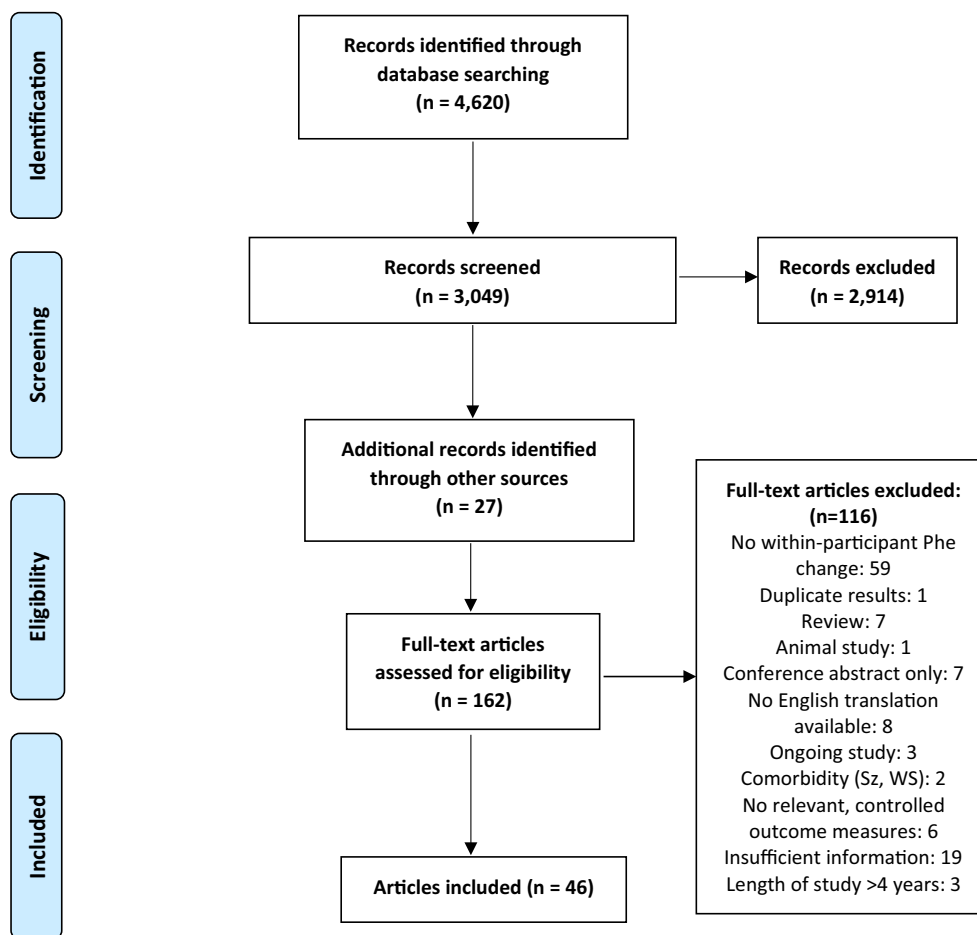 Identification
Records identified through
database searching
(n = 4,620)
Screening
Records screened
(n = 3,049)
Records excluded
(n = 2,914)
Additional records identified
through other sources
(n = 27)
Eligibility
Full-text articles
assessed for eligibility
(n = 162)
Full-text articles excluded:
(n=116)
No within-participant Phe
change: 59
Duplicate results: 1
Review: 7
Animal study: 1
Conference abstract only: 7
No English translation
available: 8
Ongoing study: 3
Comorbidity (Sz, WS): 2
No relevant, controlled
outcome measures: 6
Insufficient information: 19
Length of study >4 years: 3
Included
Articles included (n = 46)